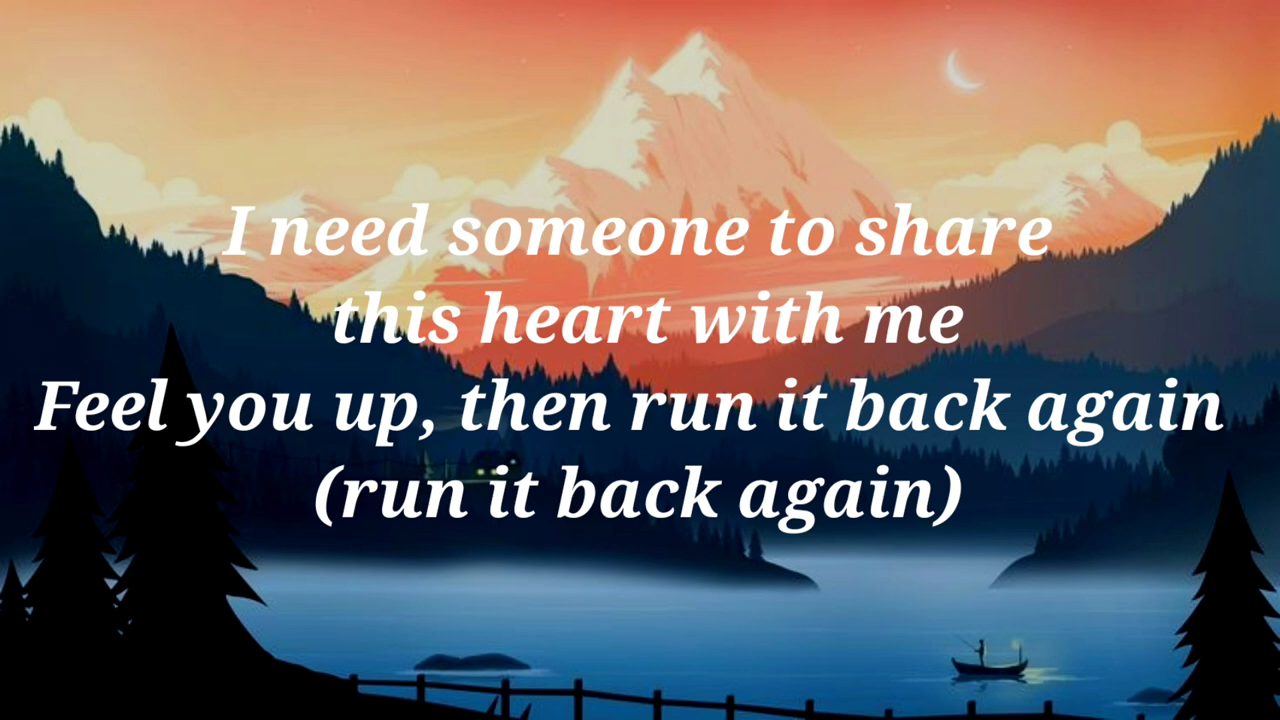 I need someone to share
this heart with me
Feel you up, then run it back again
(run it back again)